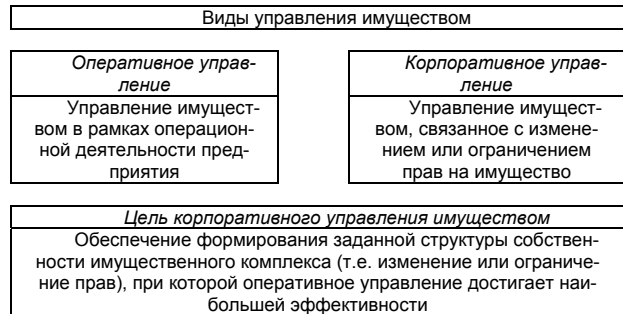 Виды управления имуществом
Оперативное управ-
ление
Управление имущест-
вом в рамках операцион-
ной деятельности пред-
приятия
Корпоративное управ-
ление
Управление имущест-
вом, связанное с измене-
нием или ограничением
прав на имущество
Цель корпоративного управления имуществом
Обеспечение формирования заданной структуры собствен-
ности имущественного комплекса (т.е. изменение или ограниче-
ние прав), при которой оперативное управление достигает наи-
большей эффективности